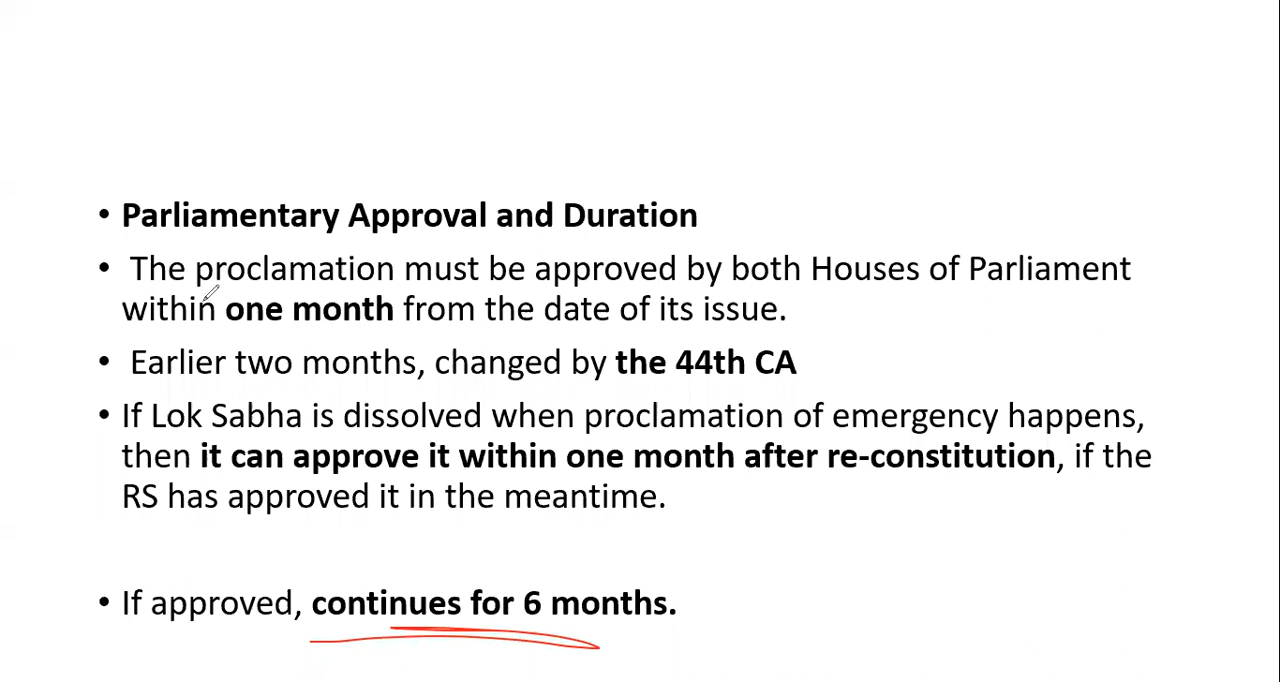 • Parliamentary Approval and Duration
• The proclamation must be approved by both Houses of Parliament
within one month from the date of its issue.
• Earlier two months, changed by the 44th CA
• If Lok Sabha is dissolved when proclamation of emergency happens,
then it can approve it within one month after re-constitution, if the
RS has approved it in the meantime.
• If approved, continues for 6 months.